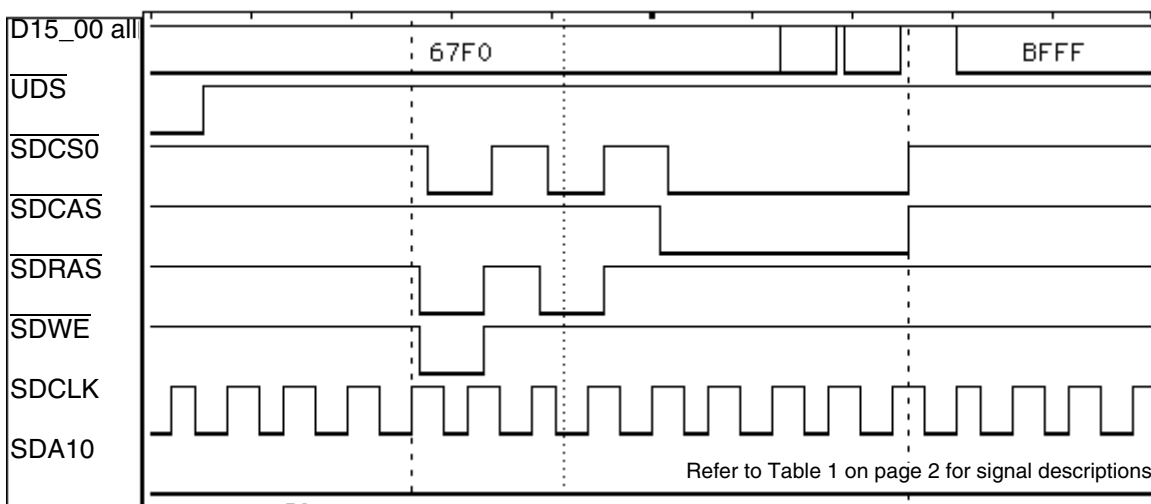 D15_00 all
67F0
BFFF
UDS
SDCS0
SDCAS
SDRAS
SDWE
SDCLK
SDA10
Refer to Table 1 on page 2 for signal descriptions